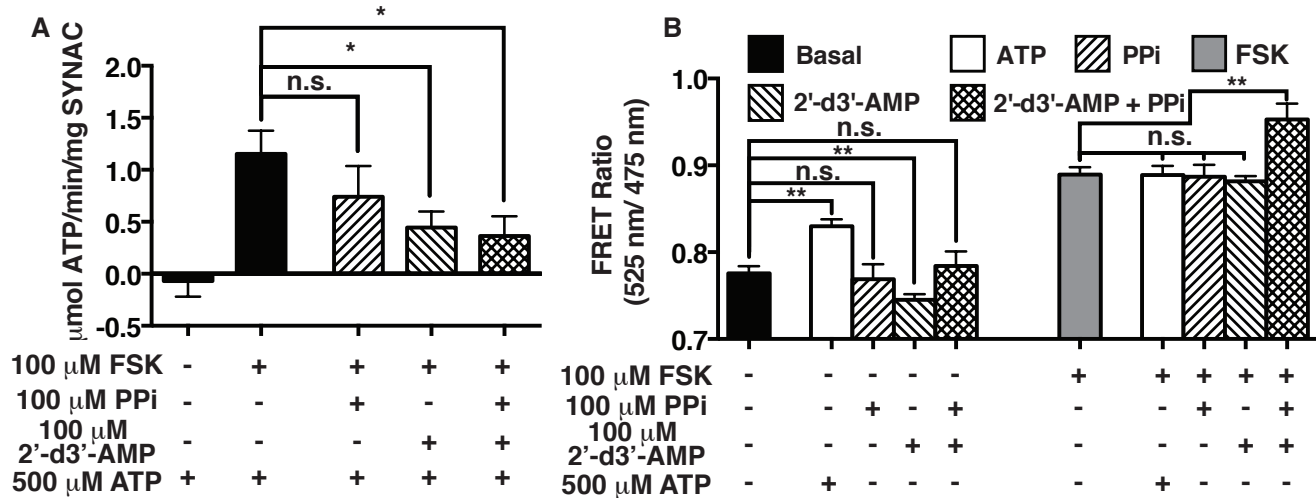 A
*
*
n.s.
μmol ATP/min/mg SYNAC
2.0
1.5
1.0
0.5
0.0
-0.5
100 μM FSK - + + + +
100 μM PPi - - + - +
100 μM
2'-d3'-AMP - - - + +
500 μM ATP + + + + +
B
Basal ATP PPi FSK
2'-d3'-AMP 2'-d3'-AMP + PPi
**
n.s.
**
n.s.
**
n.s.
FRET Ratio
(525 nm/ 475 nm)
1.0
0.9
0.8
0.7
100 μM FSK - - - - - + + + + +
100 μM PPi - - + - + - - + - +
100 μM
2'-d3'-AMP - - - + + - - - + +
500 μM ATP - + - - - - + - - -